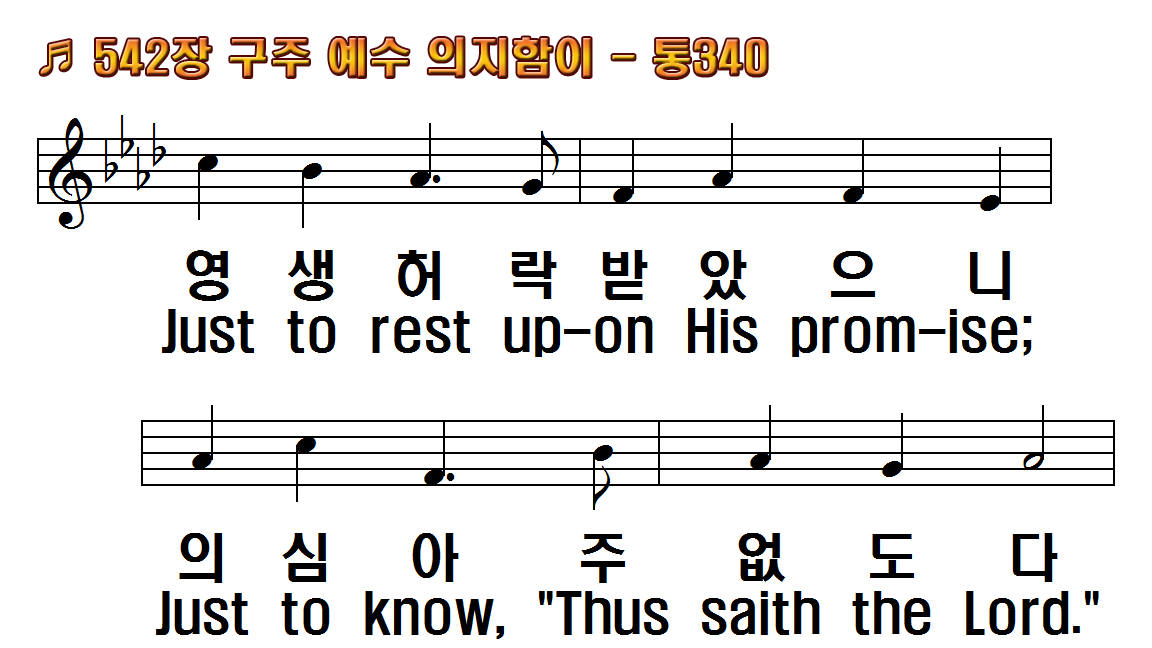 ♬ 542장 구주 예수 의지함이 - 통340
영 생 허 락 받 았 으 니
Just to rest up-on His prom-ise;
의 심 아 주 없 도 다
Just to know, "Thus saith the Lord."